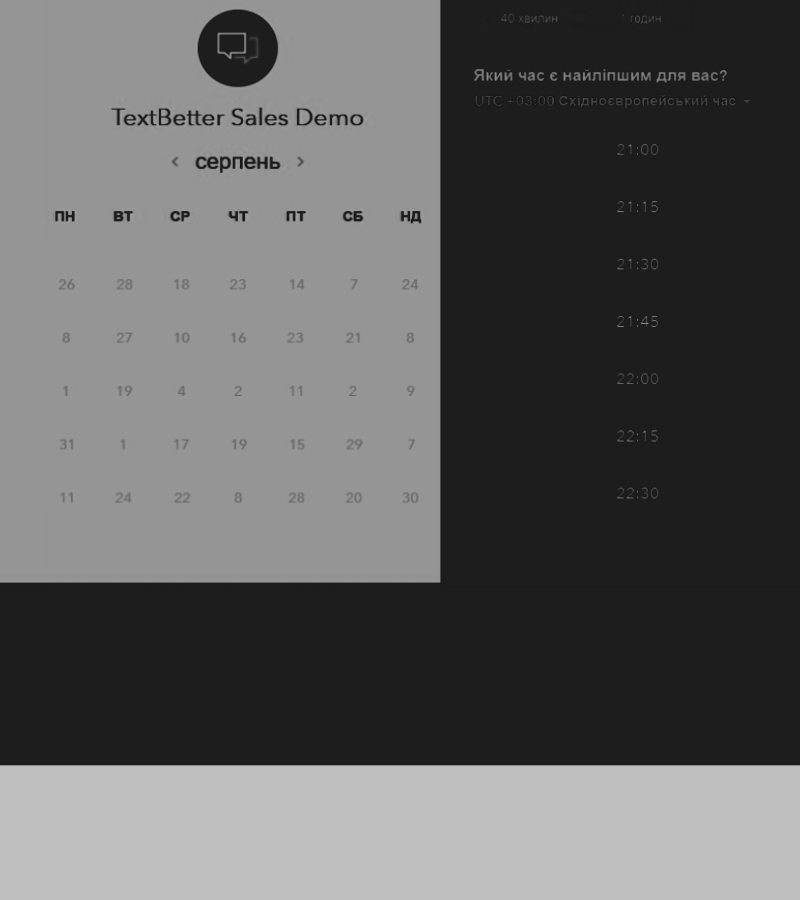 TextBetter Sales Demo
серпень
ПН ВТ СР ЧТ ПТ СБ НД
26 28 18 23 14 7 24
8 27 10 16 23 21 8
1 19 4 2 11 2 9
31 1 17 19 15 29 7
11 24 22 8 28 20 30
40 хвилин 1 годин
Який час є найліпшим для вас?
UTC +03:00 Східноєвропейський час
21:00
21:15
21:30
21:45
22:00
22:15
22:30